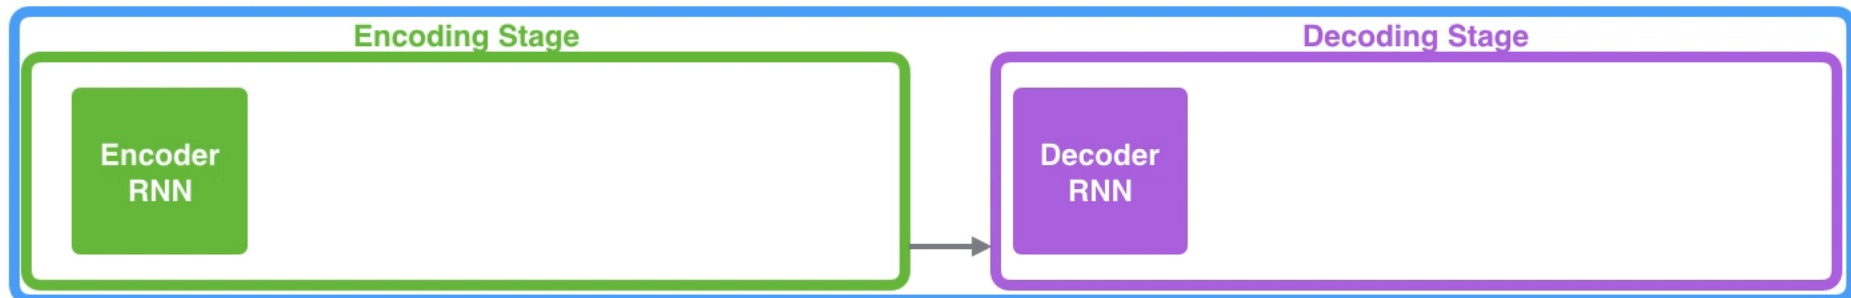 Encoding Stage
Decoding Stage
Encoder
RNN
Decoder
RNN